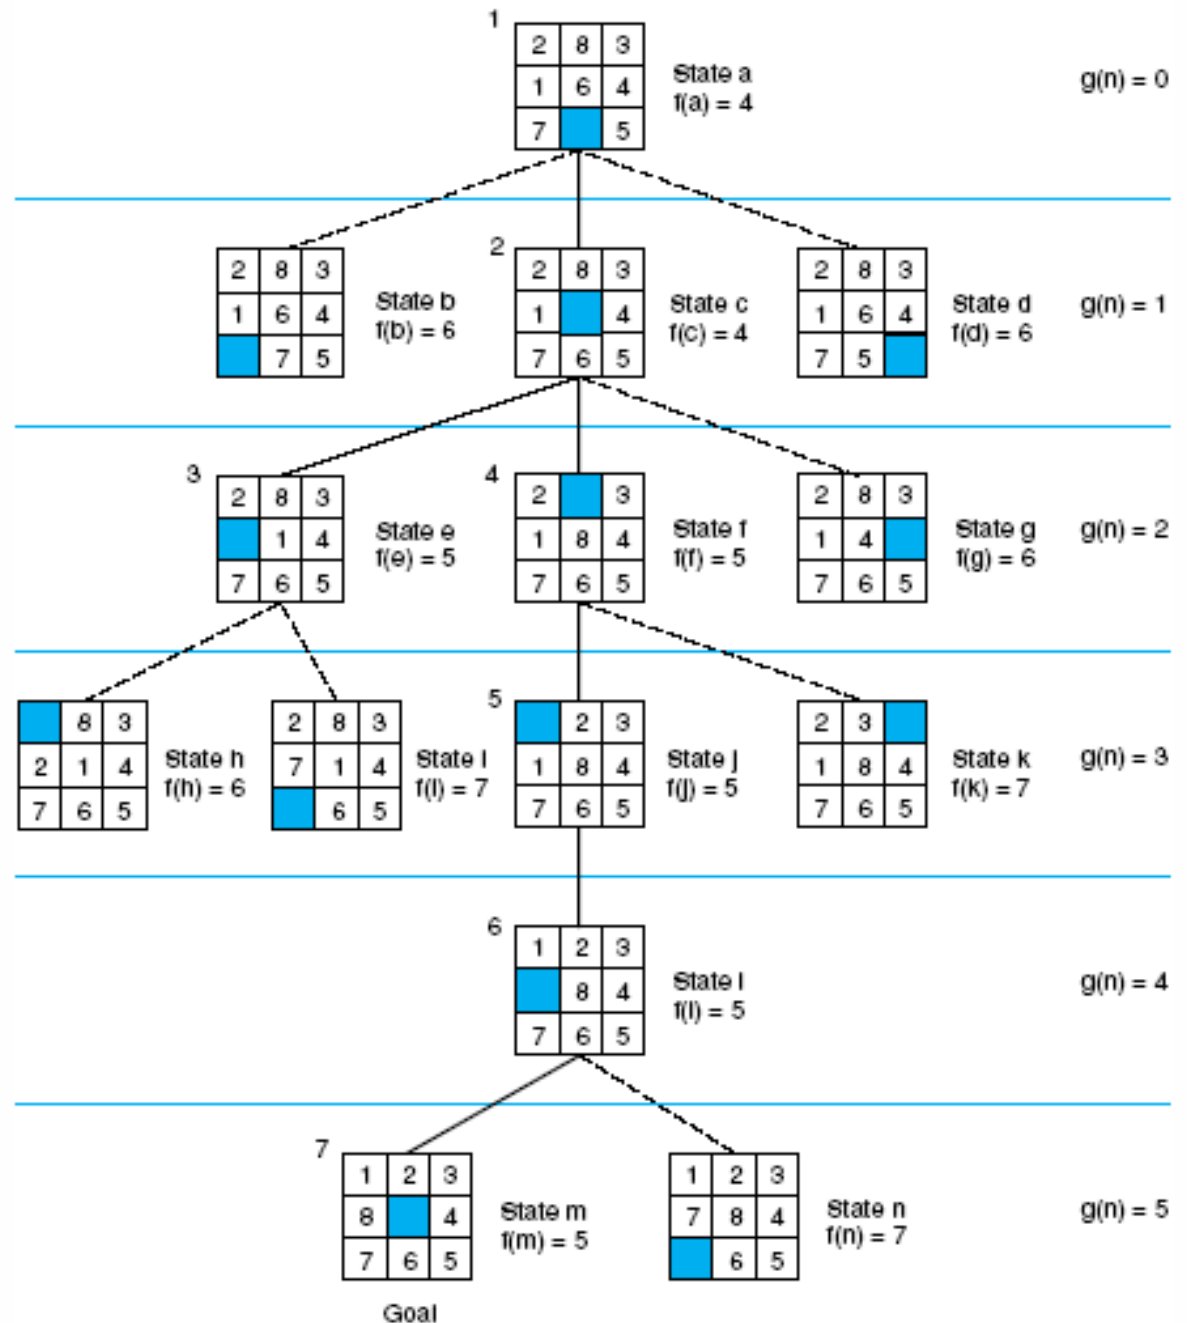 1
2 8 3
1 6 4
7 5
State a
f(a) = 4
g(n) = 0
2 8 3
1 6 4
7 5
State b
f(b) = 6
2
2 8 3
1 4
7 6 5
State c
f(c) = 4
2 8 3
1 6 4
7 5
State d
f(d) = 6
g(n) = 1
3
2 8 3
1 4
7 6 5
State e
f(e) = 5
4
2 3
1 8 4
7 6 5
State f
f(f) = 5
2 8 3
1 4
7 6 5
State g
f(g) = 6
g(n) = 2
8 3
2 1 4
7 6 5
State h
f(h) = 6
2 8 3
7 1 4
6 5
State i
f(i) = 7
5
2 3
1 8 4
7 6 5
State j
f(j) = 5
2 3
1 8 4
7 6 5
State k
f(k) = 7
g(n) = 3
6
1 2 3
8 4
7 6 5
State l
f(l) = 5
g(n) = 4
7
1 2 3
8 4
7 6 5
State m
f(m) = 5
Goal
1 2 3
7 8 4
6 5
State n
f(n) = 7
g(n) = 5